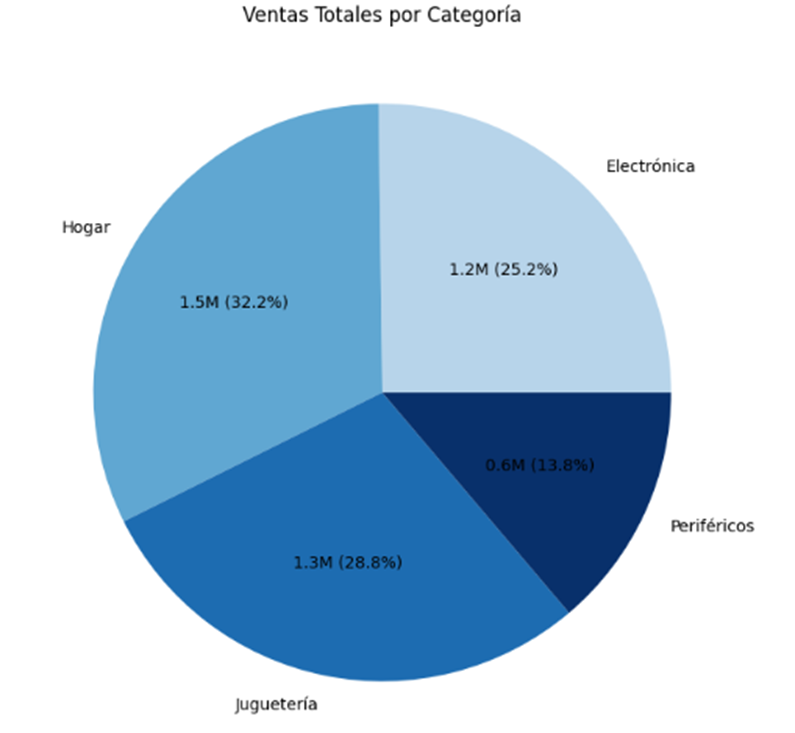 Ventas Totales por Categoría
Electrónica
Hogar
1.2M (25.2%)
1.5M (32.2%)
0.6M (13.8%)
Periféricos
1.3M (28.8%)
Juguetería